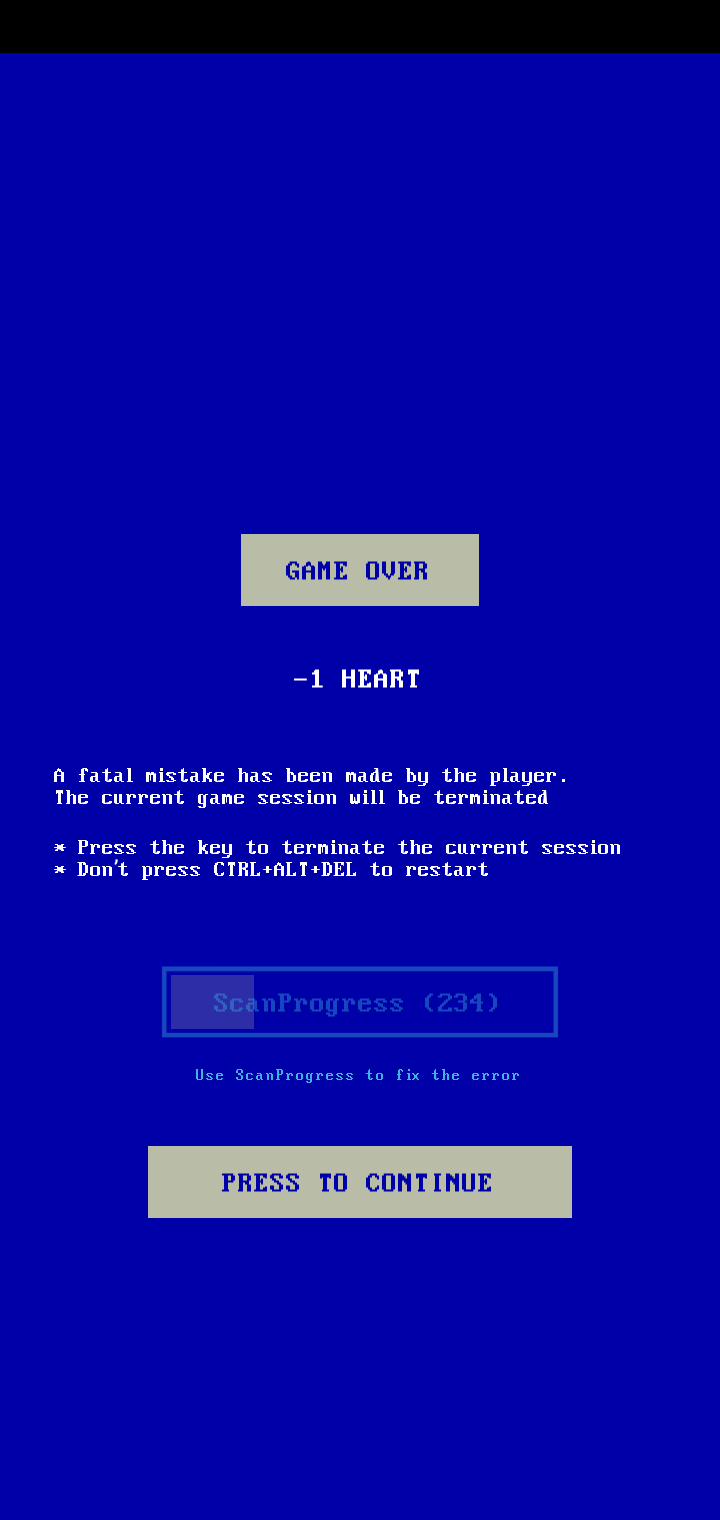 GAME OVER
-1 HEART
A fatal mistake has been made by the player.
The current game session will be terminated
* Press the key to terminate the current session
* Don't press CTRL+ALT+DEL to restart
ScanProgress (234)
Use ScanProgress to fix the error
PRESS TO CONTINUE